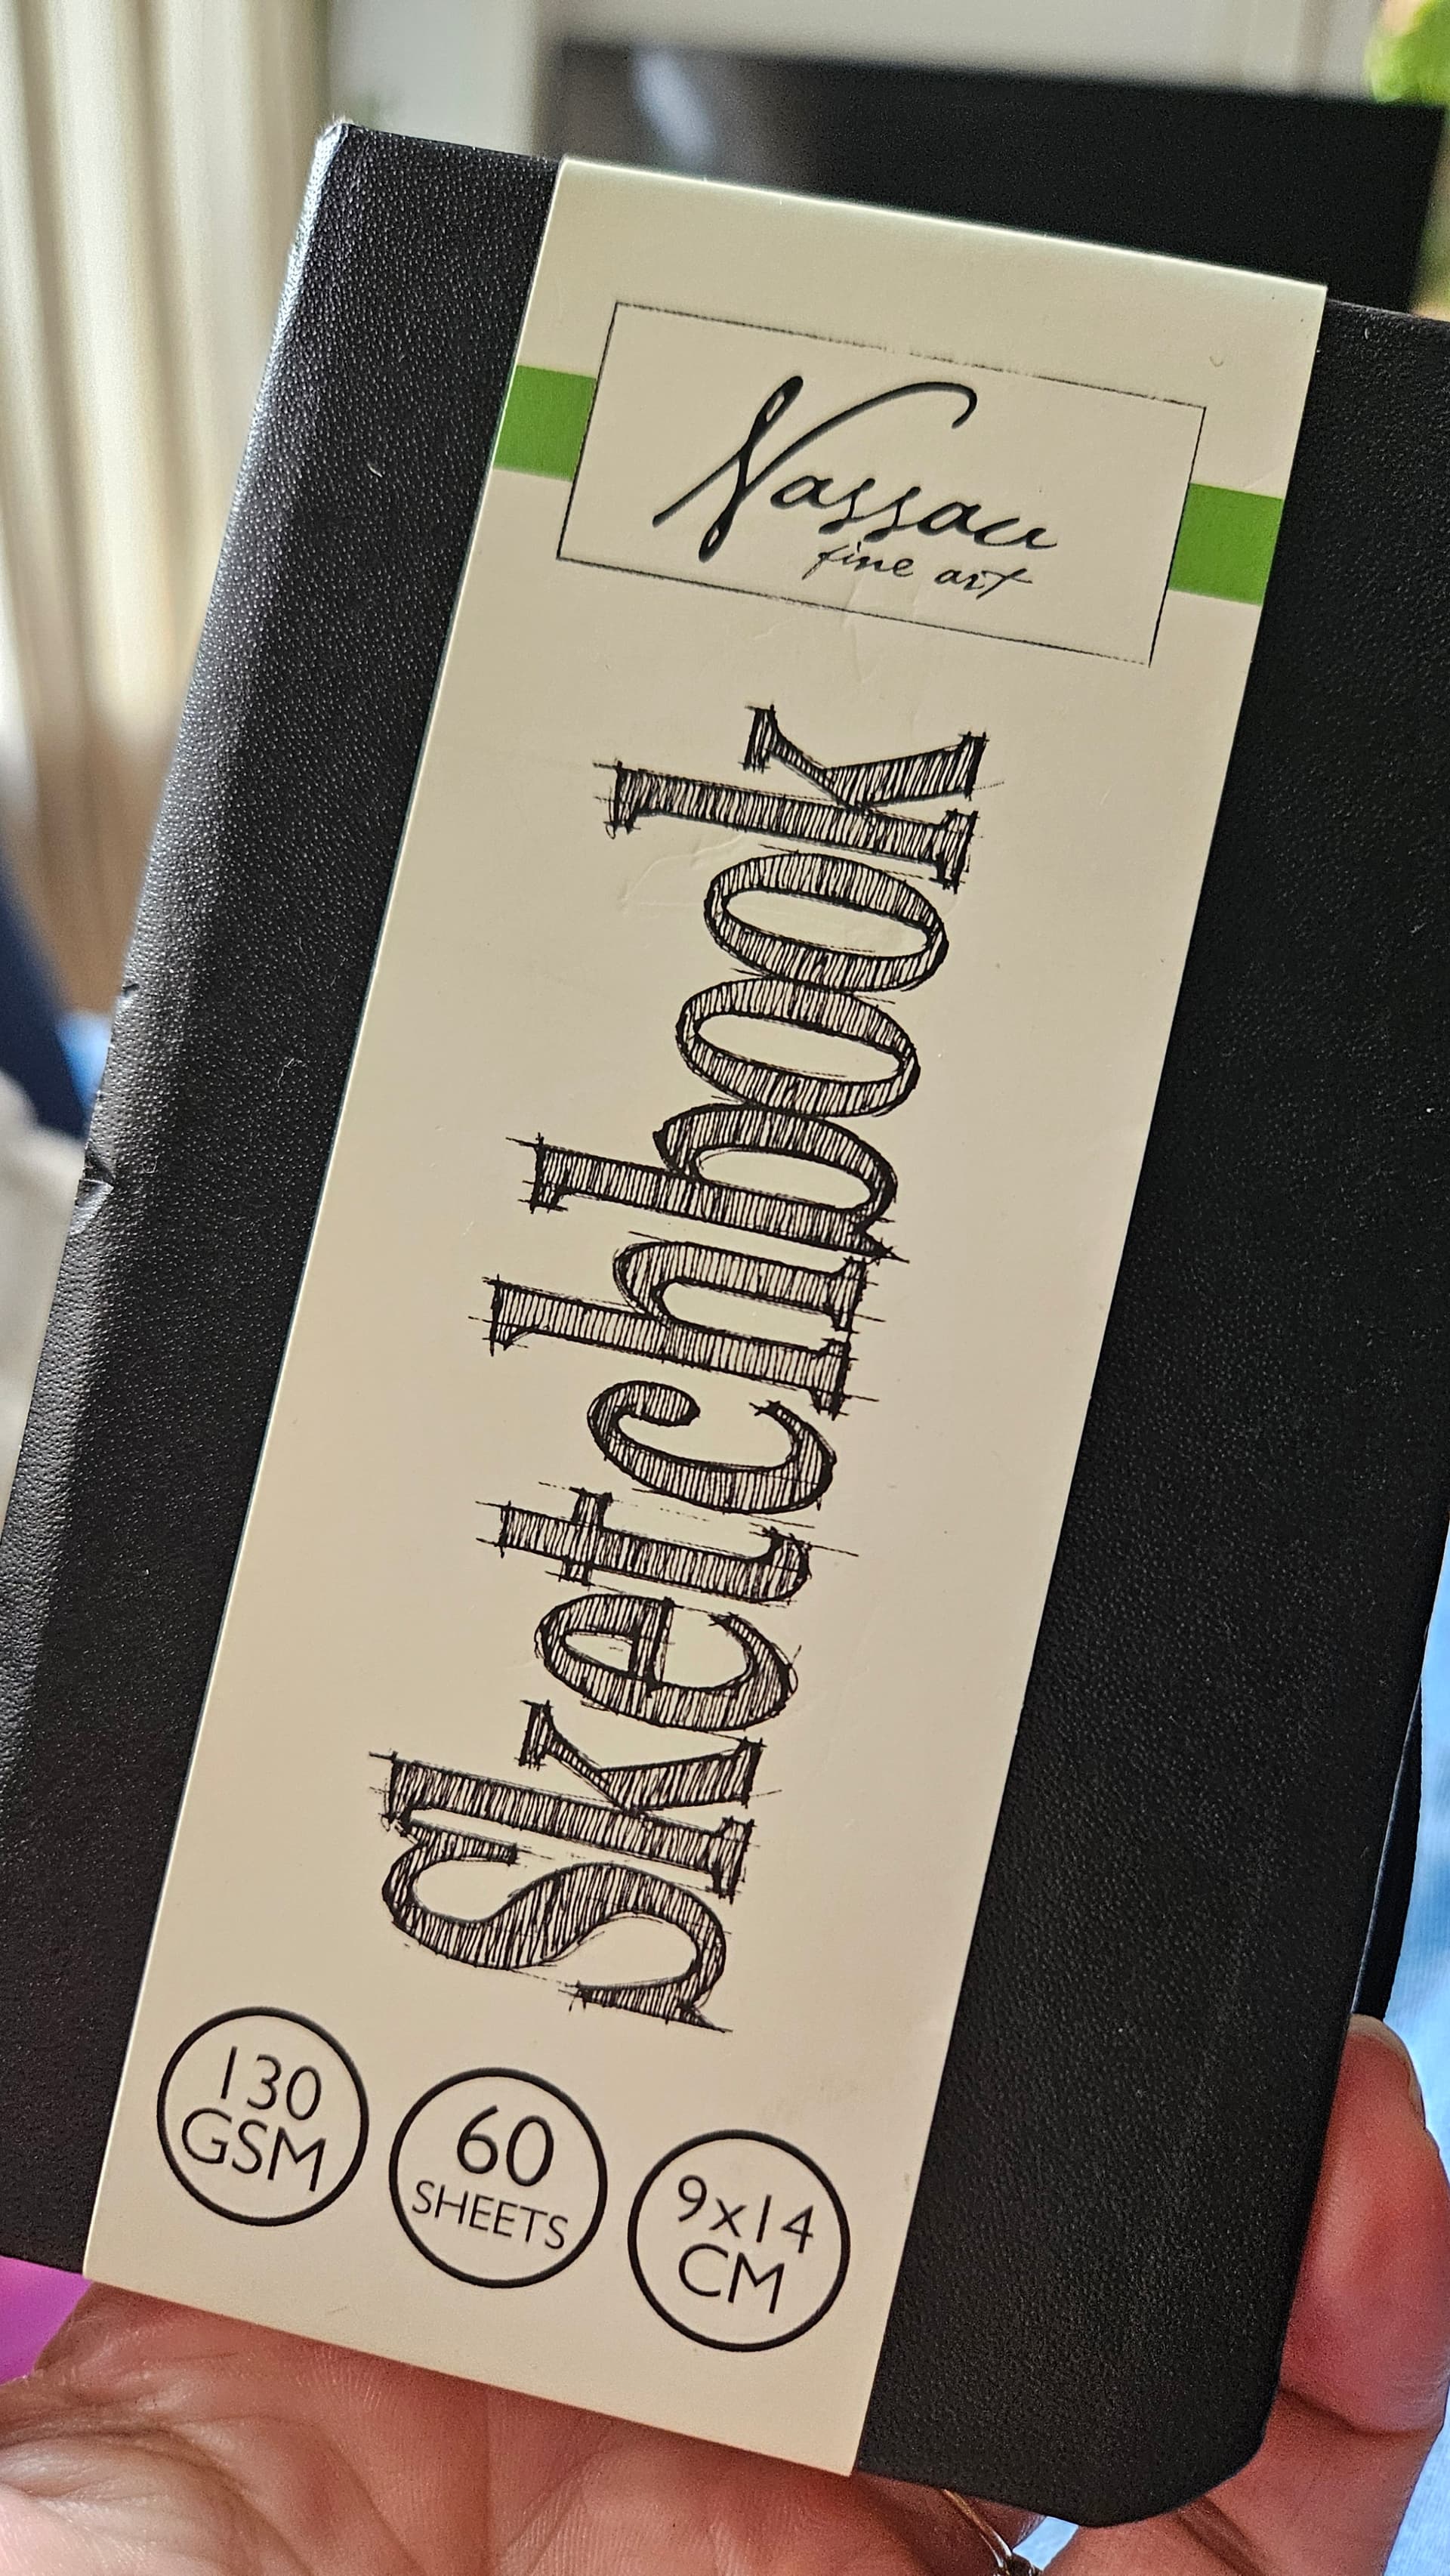 Nassau
fine art
Sketchbook
130
GSM
60
SHEETS
9x14
CM